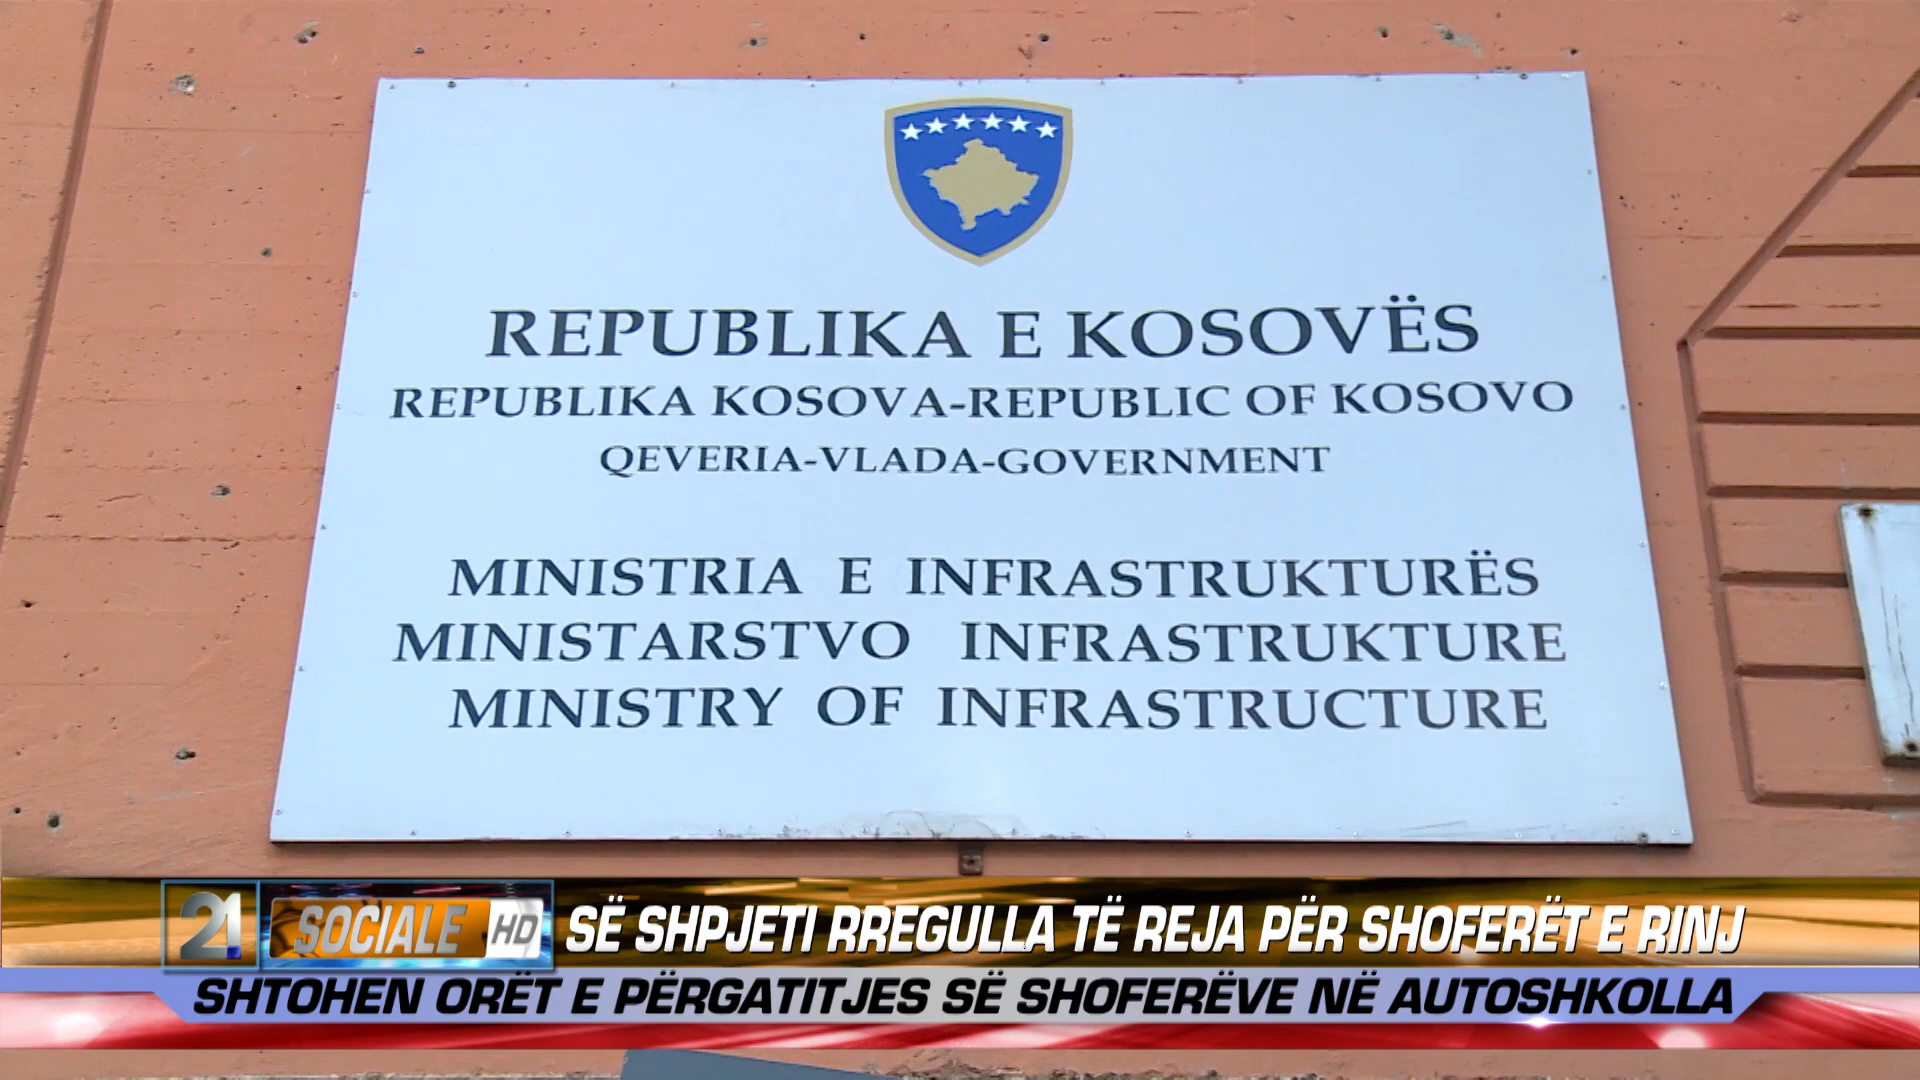 REPUBLIKA E KOSOVËS
REPUBLIKA KOSOVA-REPUBLIC OF KOSOVO
QEVERIA-VLADA-GOVERNMENT
MINISTRIA E INFRASTRUKTURËS
MINISTARSTVO INFRASTRUKTURE
MINISTRY OF INFRASTRUCTURE
21 SOCIALE HD SË SHPJETI RREGULLA TË REJA PËR SHOFERËT E RINJ
SHTOHEN ORËT E PËRGATITJES SË SHOFERËVE NË AUTOSHKOLLA